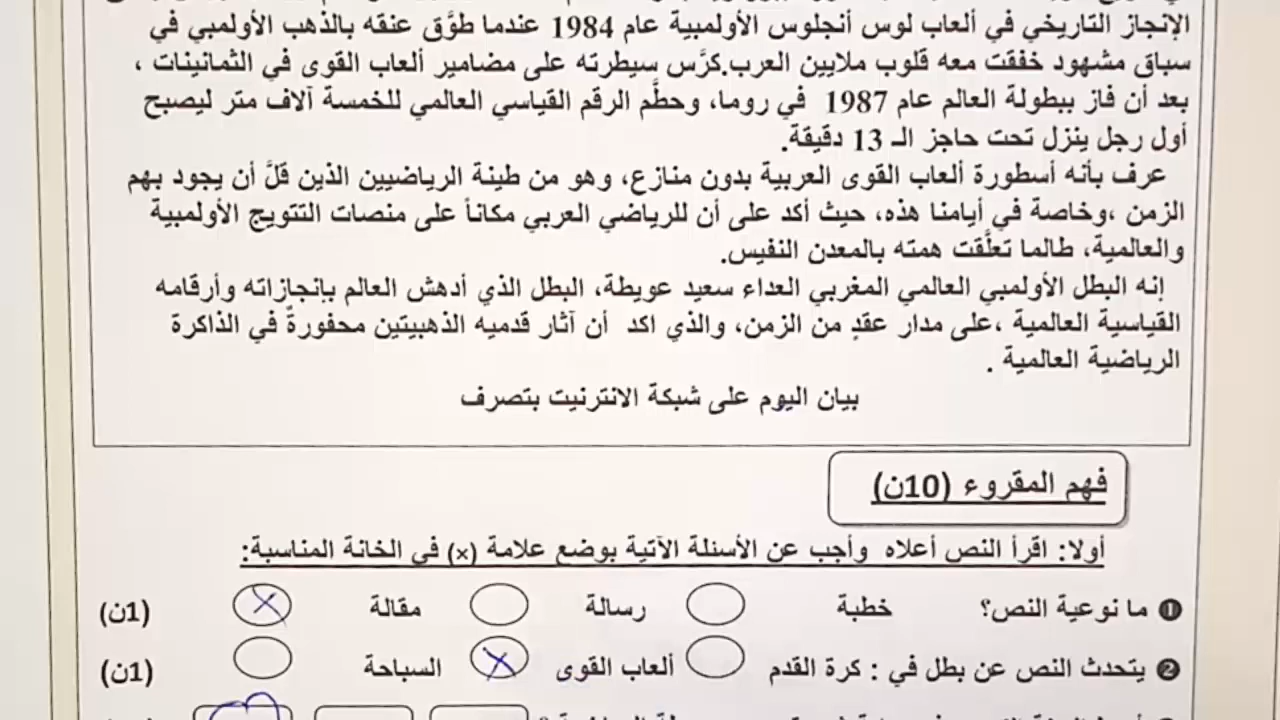 الإنجاز التاريخي في ألعاب لوس أنجلوس الأولمبية عام 1984 عندما طوَّق عنقه بالذهب الأولمبي في
سباق مشهود خفقت معه قلوب ملايين العرب.كرَّس سيطرته على مضامير ألعاب القوى في الثمانينات ،
بعد أن فاز ببطولة العالم عام 1987 في روما، وحطَّم الرقم القياسي العالمي للخمسة آلاف متر ليصبح
أول رجل ينزل تحت حاجز الـ 13 دقيقة.
عرف بأنه أسطورة ألعاب القوى العربية بدون منازع، وهو من طينة الرياضيين الذين قلَّ أن يجود بهم
الزمن ،وخاصة في أيامنا هذه، حيث أكد على أن للرياضي العربي مكاناً على منصات التتويج الأولمبية
والعالمية، طالما تعلَّقت همته بالمعدن النفيس.
إنه البطل الأولمبي العالمي المغربي العداء سعيد عويطة، البطل الذي أدهش العالم بإنجازاته وأرقامه
القياسية العالمية ،على مدار عقدٍ من الزمن، والذي اكد أن آثار قدميه الذهبيتين محفورةٌ في الذاكرة
الرياضية العالمية .
بيان اليوم على شبكة الانترنيت بتصرف
فهم المقروء (10ن)
أولا: اقرأ النص أعلاه وأجب عن الأسئلة الآتية بوضع علامة (×) في الخانة المناسبة:
❶ ما نوعية النص؟ خطبة رسالة مقالة × (1ن)
❷ يتحدث النص عن بطل في : كرة القدم ألعاب القوى × السباحة (1ن)